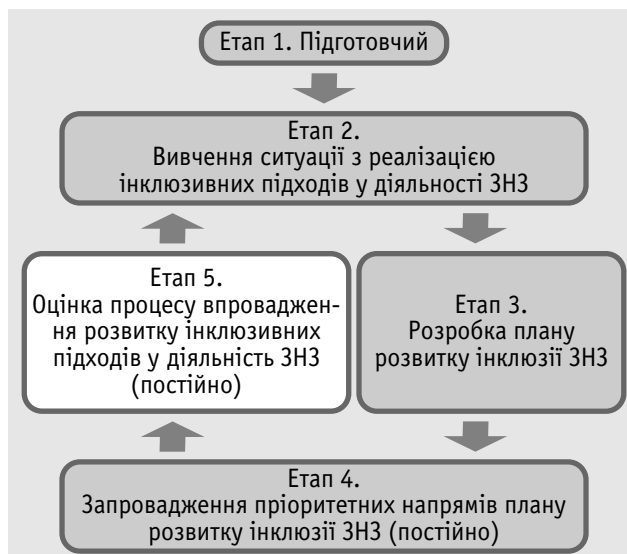 Етап 1. Підготовчий
Етап 2.
Вивчення ситуації з реалізацією
інклюзивних підходів у діяльності ЗНЗ
Етап 5.
Оцінка процесу впроваджен-
ня розвитку інклюзивних
підходів у діяльність ЗНЗ
(постійно)
Етап 3.
Розробка плану
розвитку інклюзії ЗНЗ
Етап 4.
Запровадження пріоритетних напрямів плану
розвитку інклюзії ЗНЗ (постійно)